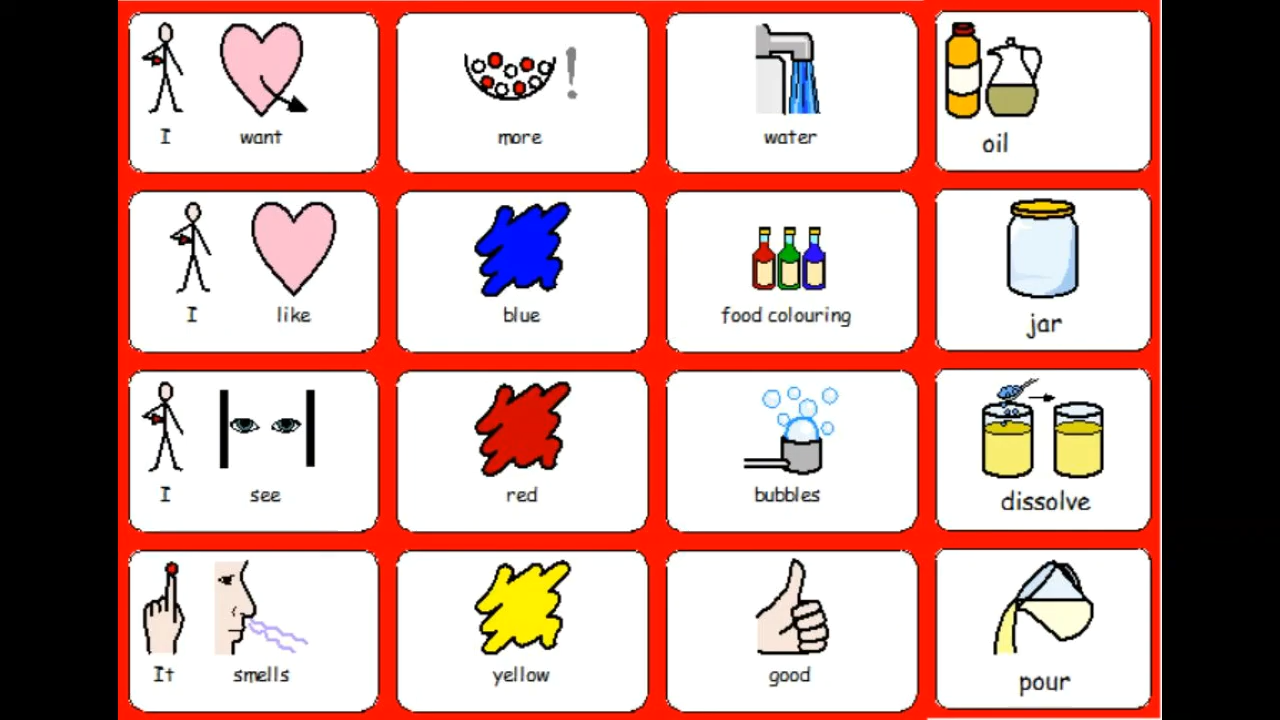 I want
more
water
oil
I like
blue
food colouring
jar
I see
red
bubbles
dissolve
It smells
yellow
good
pour